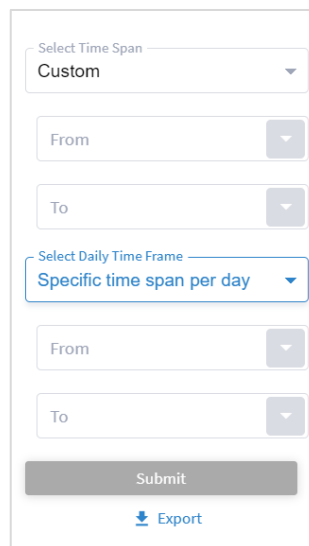 Select Time Span
Custom
From
To
Select Daily Time Frame
Specific time span per day
From
To
Submit
Export